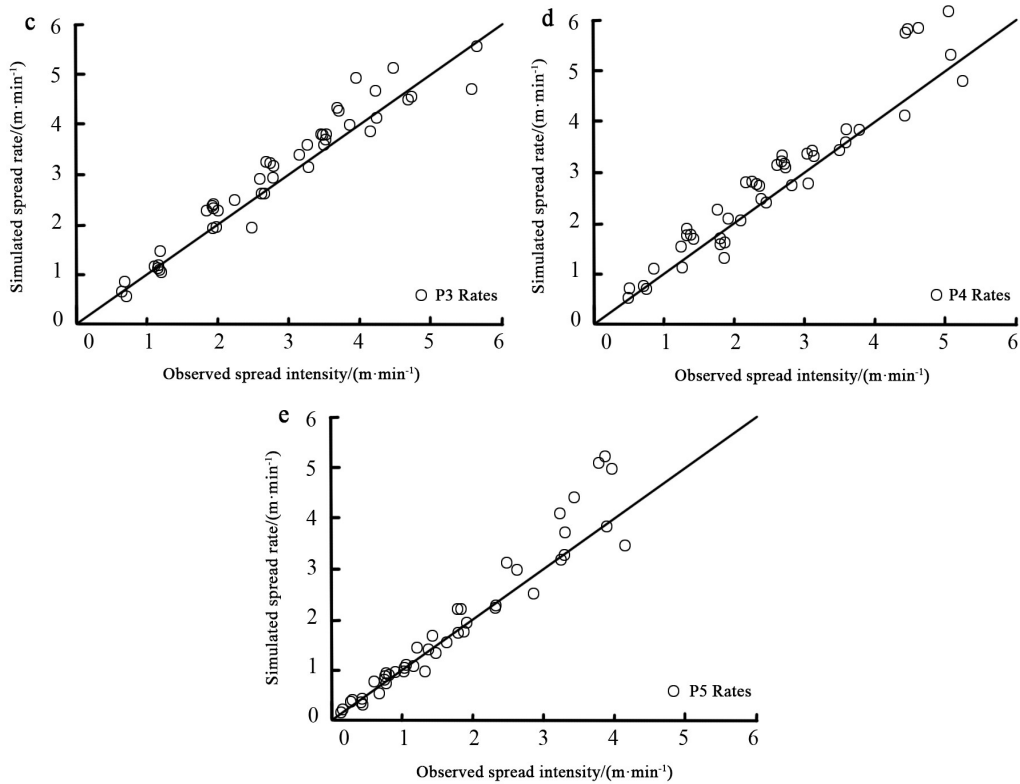 c
6
5
4
3
2
1
0
Simulated spread rate/(m·min⁻¹)
P3 Rates
0 1 2 3 4 5 6
Observed spread intensity/(m·min⁻¹)
d
6
5
4
3
2
1
0
Simulated spread rate/(m·min⁻¹)
P4 Rates
0 1 2 3 4 5 6
Observed spread intensity/(m·min⁻¹)
e
6
5
4
3
2
1
0
Simulated spread rate/(m·min⁻¹)
P5 Rates
0 1 2 3 4 5 6
Observed spread intensity/(m·min⁻¹)